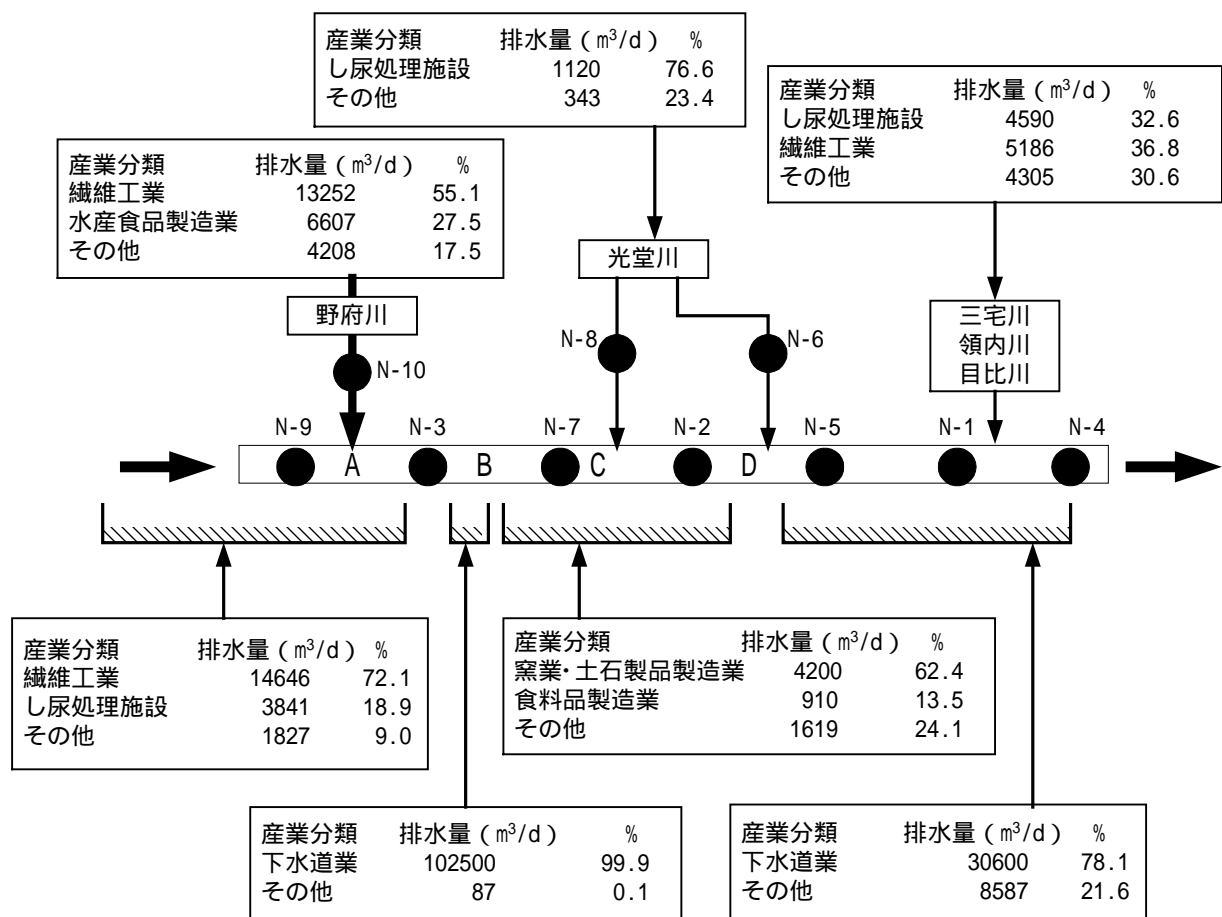 産業分類 排水量(m³/d) %
し尿処理施設 1120 76.6
その他 343 23.4
産業分類 排水量(m³/d) %
し尿処理施設 4590 32.6
繊維工業 5186 36.8
その他 4305 30.6
産業分類 排水量(m³/d) %
繊維工業 13252 55.1
水産食品製造業 6607 27.5
その他 4208 17.5
光堂川
野府川
三宅川
領内川
目比川
N-8
N-6
N-10
N-9
N-3
N-7
N-2
N-5
N-1
N-4
A
B
C
D
産業分類 排水量(m³/d) %
繊維工業 14646 72.1
し尿処理施設 3841 18.9
その他 1827 9.0
産業分類 排水量(m³/d) %
窯業・土石製品製造業 4200 62.4
食料品製造業 910 13.5
その他 1619 24.1
産業分類 排水量(m³/d) %
下水道業 102500 99.9
その他 87 0.1
産業分類 排水量(m³/d) %
下水道業 30600 78.1
その他 8587 21.6